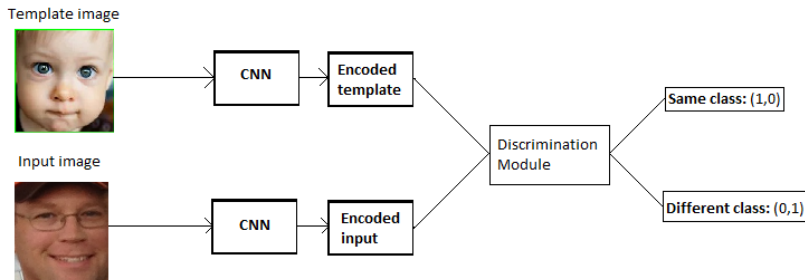 Template image
CNN
Encoded
template
Same class: (1,0)
Discrimination
Module
Input image
Different class: (0,1)
CNN
Encoded
input